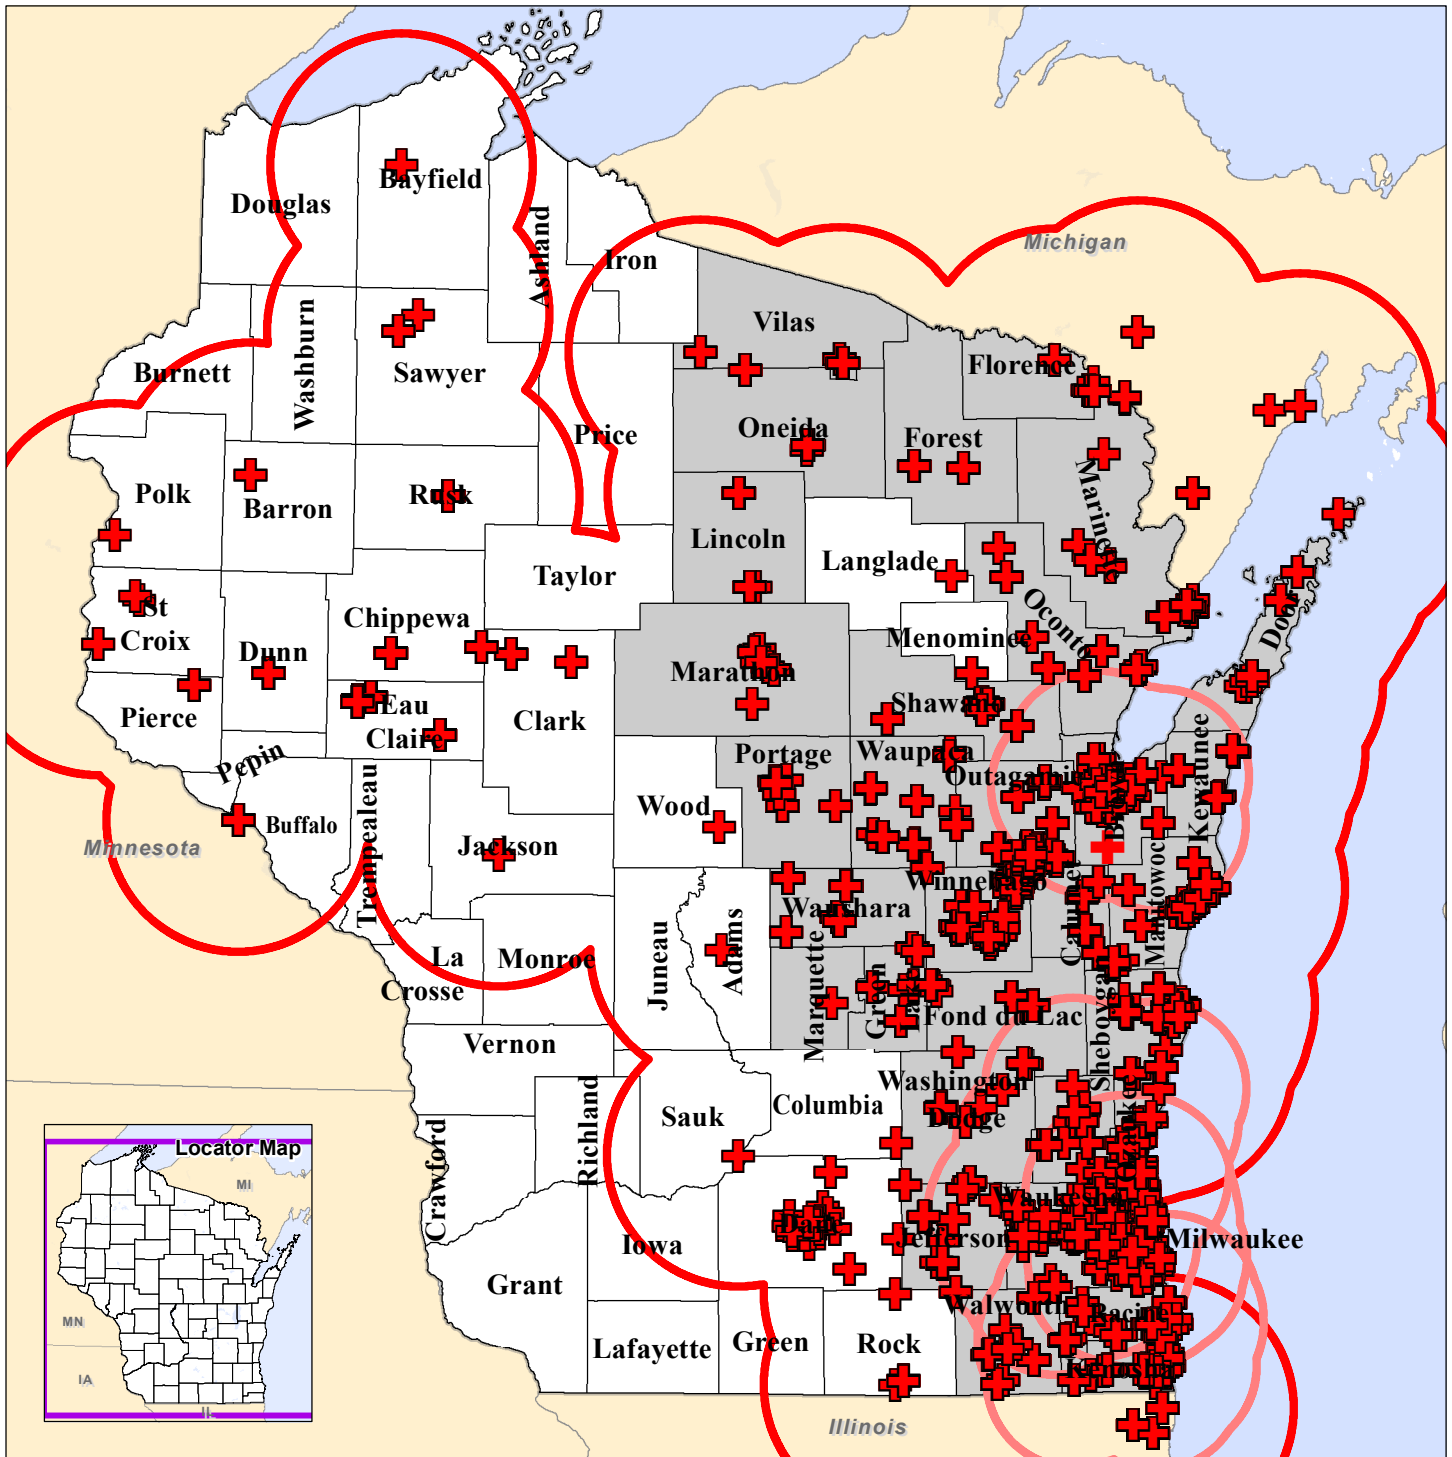 Bayfield
Douglas
Ashland
Iron
Michigan
Vilas
Washburn
Burnett
Sawyer
Florence
Price
Oneida
Forest
Polk
Barron
Rusk
Marinette
Lincoln
Langlade
Taylor
St
Croix
Chippewa
Oconto
Door
Menominee
Dunn
Marathon
Pierce
Eau
Claire
Clark
Shawano
Pepin
Portage
Waupaca
Outagamie
Brown
Kewaunee
Wood
Buffalo
Trempealeau
Minnesota
Jackson
Winnebago
Calumet
Manitowoc
Waushara
Juneau
Adams
La
Crosse
Monroe
Marquette
Green
Lake
Fond du Lac
Sheboygan
Vernon
Richland
Sauk
Columbia
Washington
Dodge
Ozaukee
Crawford
Locator Map
MI
Iowa
Dane
Jefferson
Waukesha
Milwaukee
Grant
Walworth
Racine
Lafayette
Green
Rock
Kenosha
MN
IA
IL
Illinois